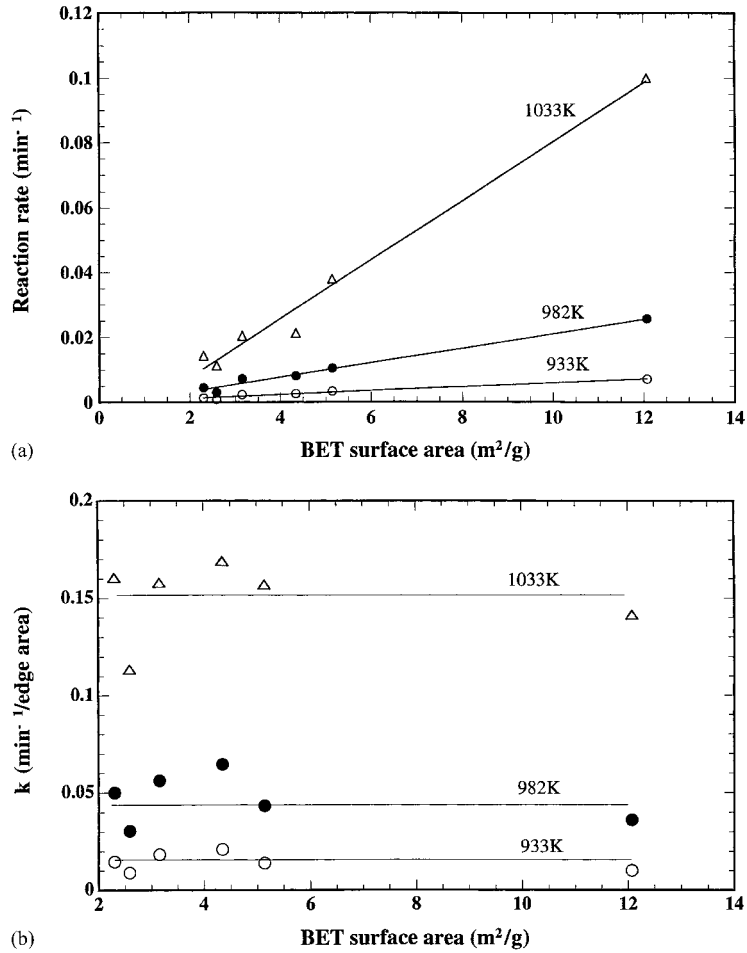 0.12
0.1
1033K
0.08
Reaction rate (min⁻¹)
0.06
0.04
982K
0.02
933K
0
0 2 4 6 8 10 12 14
(a)
BET surface area (m²/g)
0.2
1033K
0.15
k (min⁻¹/edge area)
0.1
982K
0.05
933K
0
2 4 6 8 10 12 14
(b)
BET surface area (m²/g)